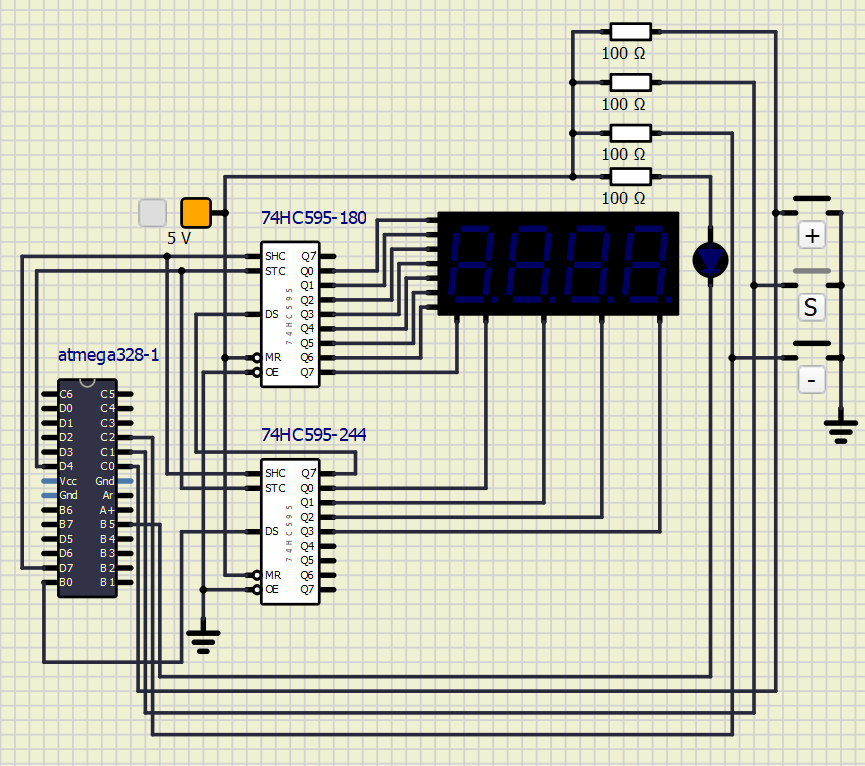 100 Ω
100 Ω
100 Ω
100 Ω
5 V
74HC595-180
SHC Q7
STC Q0
Q1
Q2
DS Q3
Q4
Q5
MR Q6
OE Q7
74HC595
+
S
-
atmega328-1
C6 C5
D0 C4
D1 C3
D2 C2
D3 C1
D4 C0
Vcc Gnd
Gnd Ar
B6 A+
B7 B5
D5 B4
D6 B3
D7 B2
B0 B1
74HC595-244
SHC Q7
STC Q0
Q1
Q2
DS Q3
Q4
Q5
MR Q6
OE Q7
74HC595